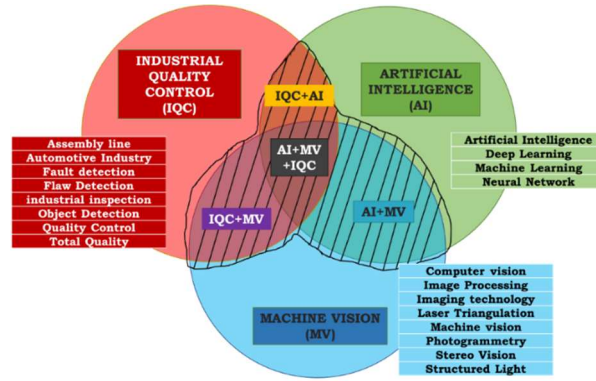 INDUSTRIAL
QUALITY
CONTROL
(IQC)
ARTIFICIAL
INTELLIGENCE
(AI)
IQC+AI
AI+MV
+IQC
IQC+MV
AI+MV
Assembly line
Automotive Industry
Fault detection
Flaw Detection
industrial inspection
Object Detection
Quality Control
Total Quality
Artificial Intelligence
Deep Learning
Machine Learning
Neural Network
MACHINE VISION
(MV)
Computer vision
Image Processing
Imaging technology
Laser Triangulation
Machine vision
Photogrammetry
Stereo Vision
Structured Light